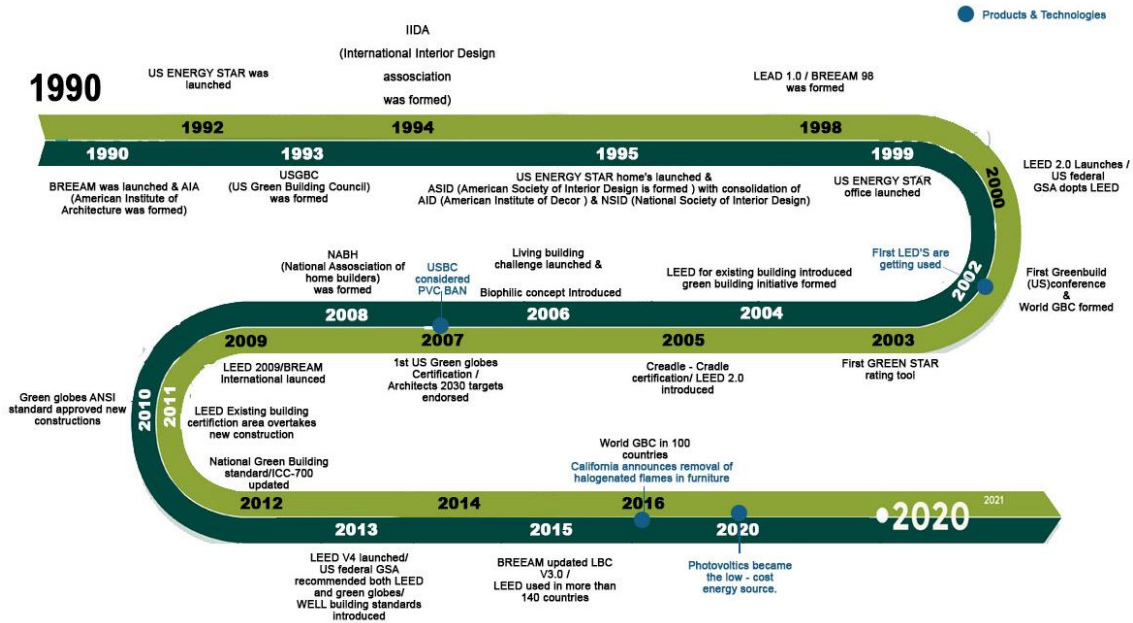 Products & Technologies
IIDA
(International Interior Design
assosciation
was formed)
US ENERGY STAR was
launched
LEAD 1.0 / BREEAM 98
was formed
1990
1992
1994
1998
1990
1993
1995
1999
BREEAM was launched & AIA
(American Institute of
Architecture was formed)
USGBC
(US Green Building Council)
was formed
US ENERGY STAR home's launched &
ASID (American Society of Interior Design is formed ) with consolidation of
AID (American Institute of Decor ) & NSID (National Society of Interior Design)
US ENERGY STAR
office launched
2000
LEED 2.0 Launches /
US federal
GSA dopts LEED
2002
FIrst LED'S are
getting used
First Greenbuild
(US)conference
&
World GBC formed
NABH
(National Assosciation of
home builders)
was formed
USBC
considered
PVC BAN
Living building
challenge launched &
Biophilic concept Introduced
LEED for existing building introduced
green building initiative formed
2008
2006
2004
2009
2007
2005
2003
LEED 2009/BREAM
International launced
1st US Green globes
Certification /
Architects 2030 targets
endorsed
Creadle - Cradle
certification/ LEED 2.0
introduced
First GREEN STAR
rating tool
2010
2011
Green globes ANSI
standard approved new
constructions
LEED Existing building
certifiction area overtakes
new construction
National Green Building
standard/ICC-700
updated
World GBC in 100
countries
California announces removal of
halogenated flames in furniture
2012
2014
2016
2020
2021
2013
2015
2020
LEED V4 launched/
US federal GSA
recommended both LEED
and green globes/
WELL building standards
introduced
BREEAM updated LBC
V3.0 /
LEED used in more than
140 countries
Photovoltics became
the low - cost
energy source.